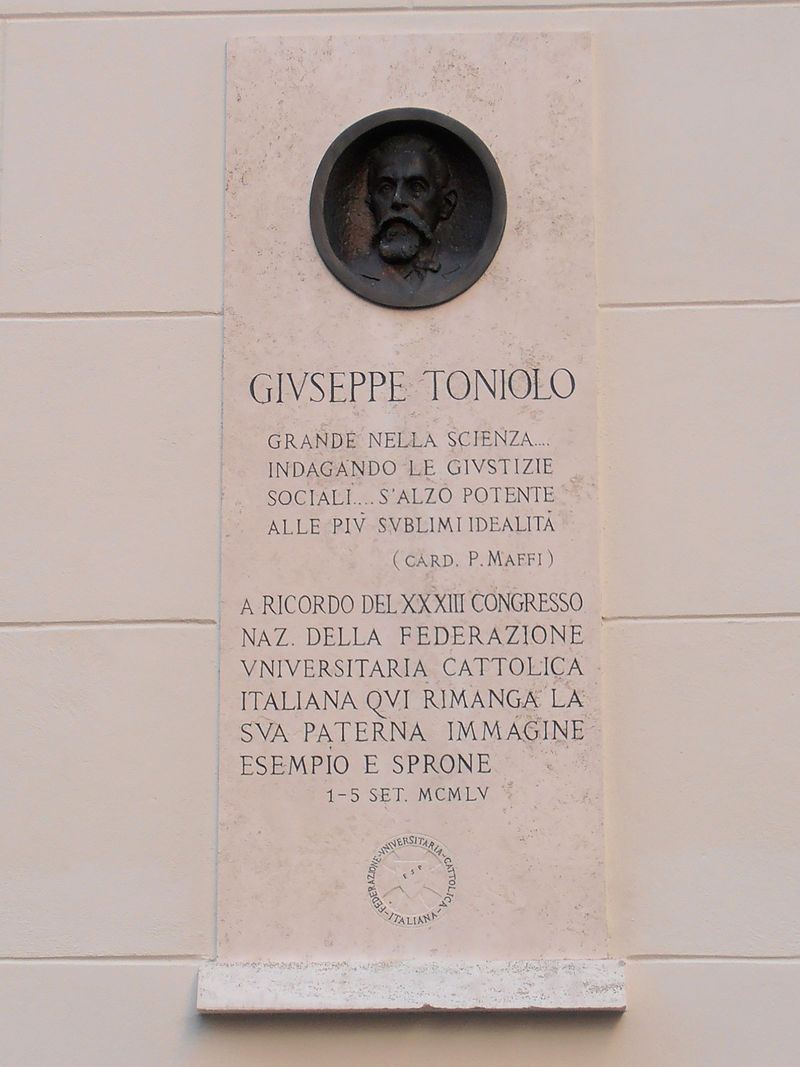 GIVSEPPE TONIOLO
GRANDE NELLA SCIENZA....
INDAGANDO LE GIVSTIZIE
SOCIALI.... S'ALZO POTENTE
ALLE PIV̀ SVBLIMI IDEALITÀ
(CARD. P. MAFFI)
A RICORDO DEL XXXIII CONGRESSO
NAZ. DELLA FEDERAZIONE
VNIVERSITARIA CATTOLICA
ITALIANA QVI RIMANGA LA
SVA PATERNA IMMAGINE
ESEMPIO E SPRONE
1-5 SET. MCMLV
FEDERAZIONE-VNIVERSITARIA-CATTOLICA-ITALIANA-